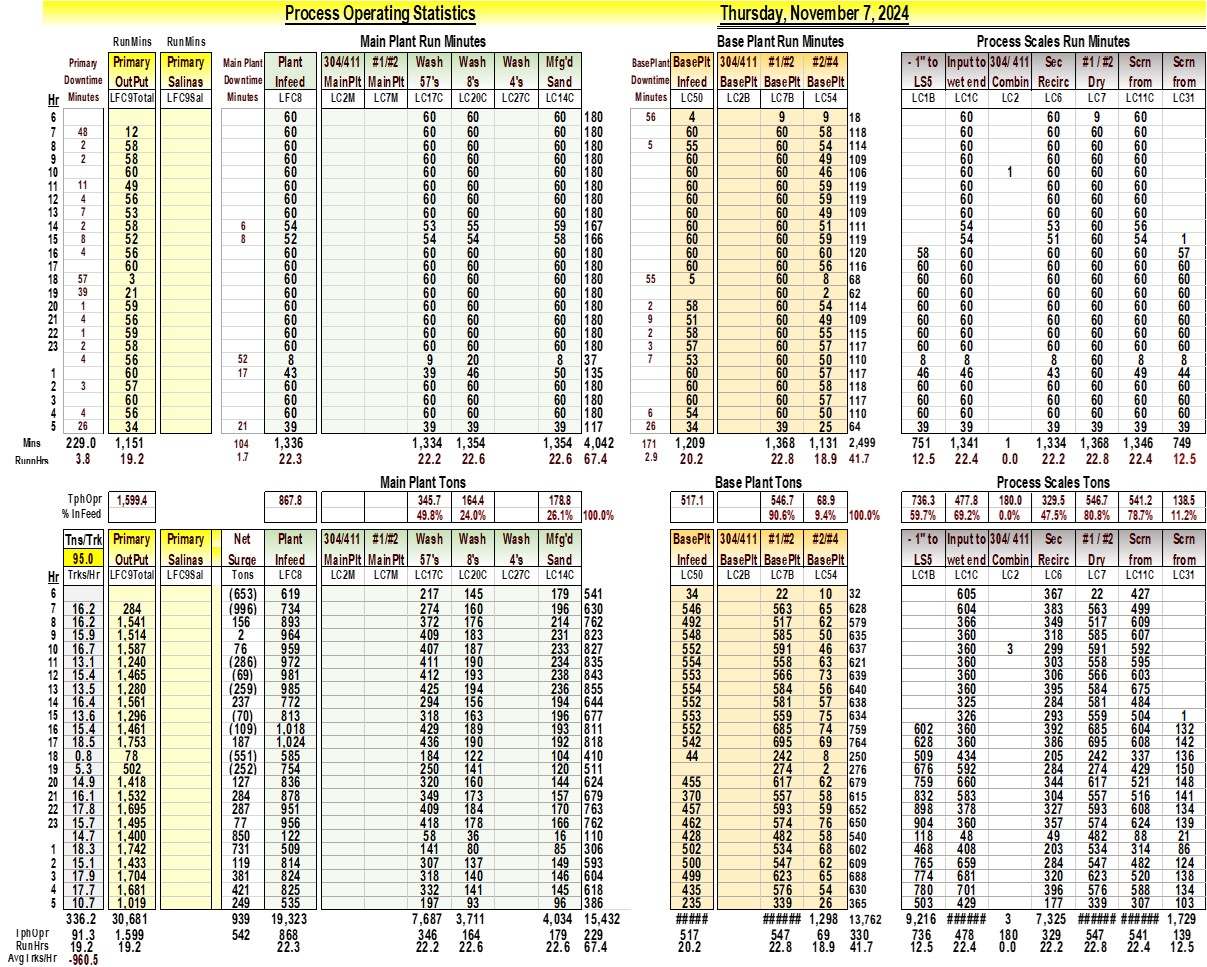 Process Operating Statistics Thursday, November 7, 2024
RunMins RunMins Main Plant Run Minutes Base Plant Run Minutes Process Scales Run Minutes
Primary Primary Primary Main Plant Plant 304/411 #1/#2 Wash Wash Wash Mfg'd BasePlant BasePlt 304/411 #1/#2 #2/#4 - 1" to Input to 304/ 411 Sec #1 / #2 Scrn Scrn
Downtime OutPut Salinas Downtime Infeed MainPlt MainPlt 57's 8's 4's Sand Downtime Infeed BasePlt BasePlt BasePlt LS5 wet end Combin Recirc Dry from from
Hr Minutes LFC9Total LFC9Sal Minutes LFC8 LC2M LC7M LC17C LC20C LC27C LC14C Minutes LC50 LC2B LC7B LC54 LC1B LC1C LC2 LC6 LC7 LC11C LC31
6 60 60 60 60 180 56 4 9 9 18 60 60 9 60
7 48 12 60 60 60 60 180 60 60 58 118 60 60 60 60
8 2 58 60 60 60 60 180 5 55 60 54 114 60 60 60 60
9 2 58 60 60 60 60 180 60 60 49 109 60 60 60 60
10 60 60 60 60 60 180 60 60 46 106 60 1 60 60 60
11 11 49 60 60 60 60 180 60 60 59 119 60 60 60 60
12 4 56 60 60 60 60 180 60 60 59 119 60 60 60 60
13 7 53 60 60 60 60 180 60 60 49 109 60 60 60 60
14 2 58 6 54 53 55 59 167 60 60 51 111 54 53 60 56
15 8 52 8 52 54 54 58 166 60 60 59 119 54 51 60 54 1
16 4 56 60 60 60 60 180 60 60 60 120 58 60 60 60 60 57
17 60 60 60 60 60 180 60 60 56 116 60 60 60 60 60 60
18 57 3 60 60 60 60 180 55 5 60 8 68 60 60 60 60 60 60
19 39 21 60 60 60 60 180 60 2 62 60 60 60 60 60 60
20 1 59 60 60 60 60 180 2 58 60 54 114 60 60 60 60 60 60
21 4 56 60 60 60 60 180 9 51 60 49 109 60 60 60 60 60 60
22 1 59 60 60 60 60 180 2 58 60 55 115 60 60 60 60 60 60
23 2 58 60 60 60 60 180 3 57 60 57 117 60 60 60 60 60 60
4 56 52 8 9 20 8 37 7 53 60 50 110 8 8 8 60 8 8
1 60 17 43 39 46 50 135 60 60 57 117 46 46 43 60 49 44
2 3 57 60 60 60 60 180 60 60 58 118 60 60 60 60 60 60
3 60 60 60 60 60 180 60 60 57 117 60 60 60 60 60 60
4 4 56 60 60 60 60 180 6 54 60 50 110 60 60 60 60 60 60
5 26 34 21 39 39 39 39 117 26 34 39 25 64 39 39 39 39 39 39
Mins 229.0 1,151 104 1,336 1,334 1,354 1,354 4,042 171 1,209 1,368 1,131 2,499 751 1,341 1 1,334 1,368 1,346 749
RunnHrs 3.8 19.2 1.7 22.3 22.2 22.6 22.6 67.4 2.9 20.2 22.8 18.9 41.7 12.5 22.4 0.0 22.2 22.8 22.4 12.5
Main Plant Tons Base Plant Tons Process Scales Tons
TphOpr 1,599.4 867.8 345.7 164.4 178.8 517.1 546.7 68.9 736.3 477.8 180.0 329.5 546.7 541.2 138.5
% InFeed 49.8% 24.0% 26.1% 100.0% 90.6% 9.4% 100.0% 59.7% 69.2% 0.0% 47.5% 80.8% 78.7% 11.2%
Tns/Trk Primary Primary Net Plant 304/411 #1/#2 Wash Wash Wash Mfg'd BasePlt 304/411 #1/#2 #2/#4 - 1" to Input to 304/ 411 Sec #1 / #2 Scrn Scrn
95.0 OutPut Salinas Surge Infeed MainPlt MainPlt 57's 8's 4's Sand Infeed BasePlt BasePlt BasePlt LS5 wet end Combin Recirc Dry from from
Hr Trks/Hr LFC9Total LFC9Sal Tons LFC8 LC2M LC7M LC17C LC20C LC27C LC14C LC50 LC2B LC7B LC54 LC1B LC1C LC2 LC6 LC7 LC11C LC31
6 (653) 619 217 145 179 541 34 22 10 32 605 367 22 427
7 16.2 284 (996) 734 274 160 196 630 546 563 65 628 604 383 563 499
8 16.2 1,541 156 893 372 176 214 762 492 517 62 579 366 349 517 609
9 15.9 1,514 2 964 409 183 231 823 548 585 50 635 360 318 585 607
10 16.7 1,587 76 959 407 187 233 827 552 591 46 637 360 3 299 591 592
11 13.1 1,240 (286) 972 411 190 234 835 554 558 63 621 360 303 558 595
12 15.4 1,465 (69) 981 412 193 238 843 553 566 73 639 360 306 566 603
13 13.5 1,280 (259) 985 425 194 236 855 554 584 56 640 360 395 584 675
14 16.4 1,561 237 772 294 156 194 644 552 581 57 638 325 284 581 484
15 13.6 1,296 (70) 813 318 163 196 677 553 559 75 634 326 293 559 504 1
16 15.4 1,461 (109) 1,018 429 189 193 811 552 685 74 759 602 360 392 685 604 132
17 18.5 1,753 187 1,024 436 190 192 818 542 695 69 764 628 360 386 695 608 142
18 0.8 78 (551) 585 184 122 104 410 44 242 8 250 509 434 205 242 337 136
19 5.3 502 (252) 754 250 141 120 511 274 2 276 676 592 284 274 429 150
20 14.9 1,418 127 836 320 160 144 624 455 617 62 679 759 660 344 617 521 148
21 16.1 1,532 284 878 349 173 157 679 370 557 58 615 832 583 304 557 516 141
22 17.8 1,695 287 951 409 184 170 763 457 593 59 652 898 378 327 593 608 134
23 15.7 1,495 77 956 418 178 166 762 462 574 76 650 904 360 357 574 624 139
14.7 1,400 850 122 58 36 16 110 428 482 58 540 118 48 49 482 88 21
1 18.3 1,742 731 509 141 80 85 306 502 534 68 602 468 408 203 534 314 86
2 15.1 1,433 119 814 307 137 149 593 500 547 62 609 765 659 284 547 482 124
3 17.9 1,704 381 824 318 140 146 604 499 623 65 688 774 681 320 623 520 138
4 17.7 1,681 421 825 332 141 145 618 435 576 54 630 780 701 396 576 588 134
5 10.7 1,019 249 535 197 93 96 386 235 339 26 365 503 429 177 339 307 103
336.2 30,681 939 19,323 7,687 3,711 4,034 15,432 ##### ###### 1,298 13,762 9,216 ###### 3 7,325 ###### ###### 1,729
TphOpr 91.3 1,599 542 868 346 164 179 229 517 547 69 330 736 478 180 329 547 541 139
RunHrs 19.2 19.2 22.3 22.2 22.6 22.6 67.4 20.2 22.8 18.9 41.7 12.5 22.4 0.0 22.2 22.8 22.4 12.5
AvgTrks/Hr -960.5